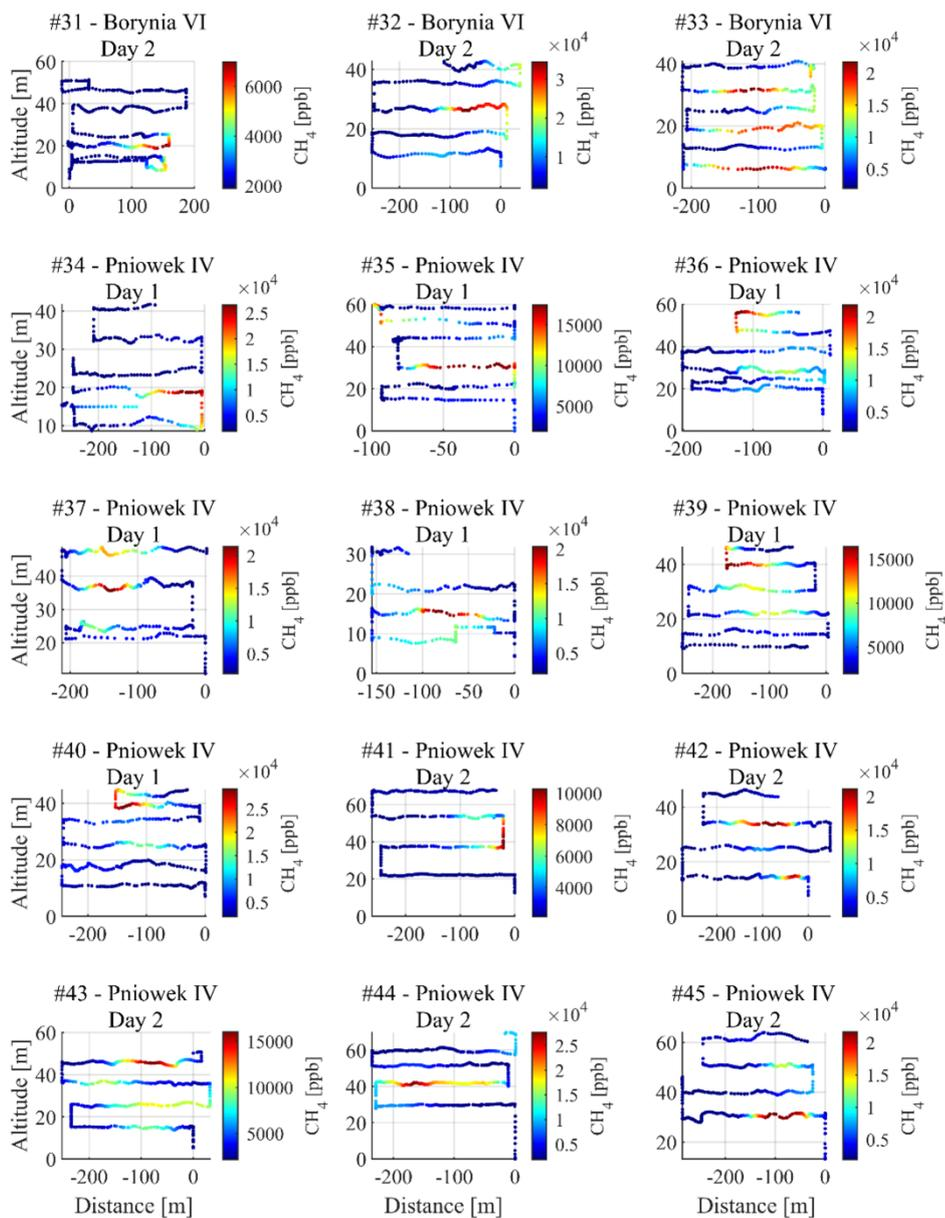 #31 - Borynia VI
Day 2
#32 - Borynia VI
Day 2
#33 - Borynia VI
Day 2
×10^4
×10^4
Altitude [m]
60
40
20
0
0 100 200
6000
4000
2000
CH4 [ppb]
40
20
0
-200 -100 0
3
2
1
CH4 [ppb]
40
20
0
-200 -100 0
2
1.5
1
0.5
CH4 [ppb]
#34 - Pniowek IV
Day 1
×10^4
#35 - Pniowek IV
Day 1
#36 - Pniowek IV
Day 1
×10^4
Altitude [m]
40
30
20
10
-200 -100 0
2.5
2
1.5
1
0.5
CH4 [ppb]
60
40
20
0
-100 -50 0
15000
10000
5000
CH4 [ppb]
60
40
20
0
-200 -100 0
2
1.5
1
0.5
CH4 [ppb]
#37 - Pniowek IV
Day 1
×10^4
#38 - Pniowek IV
Day 1
×10^4
#39 - Pniowek IV
Day 1
Altitude [m]
40
30
20
-200 -100 0
2
1.5
1
0.5
CH4 [ppb]
30
20
10
0
-150 -100 -50 0
2
1.5
1
0.5
CH4 [ppb]
40
20
0
-200 -100 0
15000
10000
5000
CH4 [ppb]
#40 - Pniowek IV
Day 1
×10^4
#41 - Pniowek IV
Day 2
#42 - Pniowek IV
Day 2
×10^4
Altitude [m]
40
20
0
-200 -100 0
2.5
2
1.5
1
0.5
CH4 [ppb]
60
40
20
0
-200 -100 0
10000
8000
6000
4000
CH4 [ppb]
40
20
0
-200 -100 0
2
1.5
1
0.5
CH4 [ppb]
#43 - Pniowek IV
Day 2
#44 - Pniowek IV
Day 2
×10^4
#45 - Pniowek IV
Day 2
×10^4
Altitude [m]
60
40
20
0
-200 -100 0
Distance [m]
15000
10000
5000
CH4 [ppb]
60
40
20
0
-200 -100 0
Distance [m]
2.5
2
1.5
1
0.5
CH4 [ppb]
60
40
20
-200 -100 0
Distance [m]
2
1.5
1
0.5
CH4 [ppb]